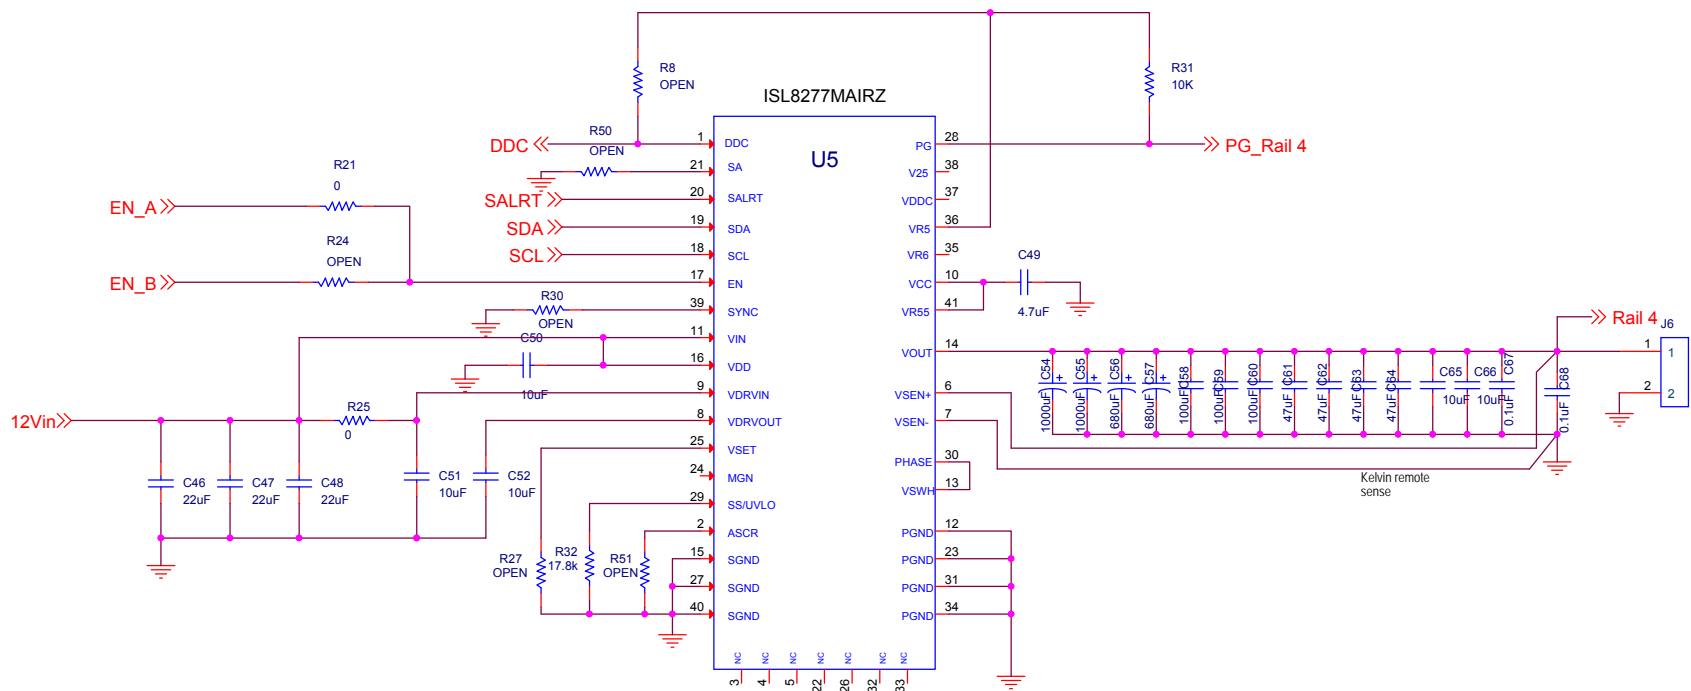 R8
OPEN
R31
10K
ISL8277MAIRZ
U5
DDC
R50
OPEN
1
DDC
21
SA
20
SALRT
SALRT
19
SDA
SDA
18
SCL
SCL
R21
0
EN_A
R24
OPEN
EN_B
17
EN
R30
OPEN
39
SYNC
11
VIN
C50
10uF
16
VDD
9
VDRVIN
8
VDRVOUT
12Vin
R25
0
25
VSET
24
MGN
29
SS/UVLO
2
ASCR
15
SGND
27
SGND
40
SGND
C46
22uF
C47
22uF
C48
22uF
C51
10uF
C52
10uF
R27
OPEN
R32
17.8k
R51
OPEN
28
PG
PG_Rail 4
38
V25
37
VDDC
36
VR5
35
VR6
10
VCC
41
VR55
C49
4.7uF
14
VOUT
6
VSEN+
7
VSEN-
30
PHASE
13
VSWH
12
PGND
23
PGND
31
PGND
34
PGND
C54
1000uF
C55
1000uF
C56
680uF
C57
680uF
C58
100uF
C59
100uF
C60
100uF
C61
47uF
C62
47uF
C63
47uF
C64
47uF
C65
10uF
C66
10uF
C67
0.1uF
C68
0.1uF
Rail 4
J6
1
1
2
2
Kelvin remote
sense
NC
3
NC
4
NC
5
NC
22
NC
26
NC
32
NC
33